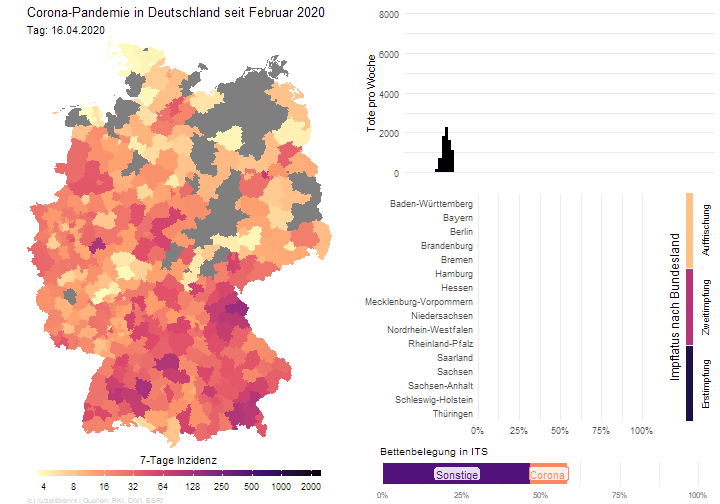 Corona-Pandemie in Deutschland seit Februar 2020
Tag: 16.04.2020
7-Tage Inzidenz
4 8 16 32 64 128 200 500 1000 2000
(c) /u/zeitbrennt | Quellen: RKI, DIVI, ESRI
Tote pro Woche
8000
6000
4000
2000
0
Baden-Württemberg
Bayern
Berlin
Brandenburg
Bremen
Hamburg
Hessen
Mecklenburg-Vorpommern
Niedersachsen
Nordrhein-Westfalen
Rheinland-Pfalz
Saarland
Sachsen
Sachsen-Anhalt
Schleswig-Holstein
Thüringen
0% 25% 50% 75% 100%
Impfstatus nach Bundesland
Auffrischung
Zweitimpfung
Erstimpfung
Bettenbelegung in ITS
Sonstige
Corona
0% 25% 50% 75% 100%